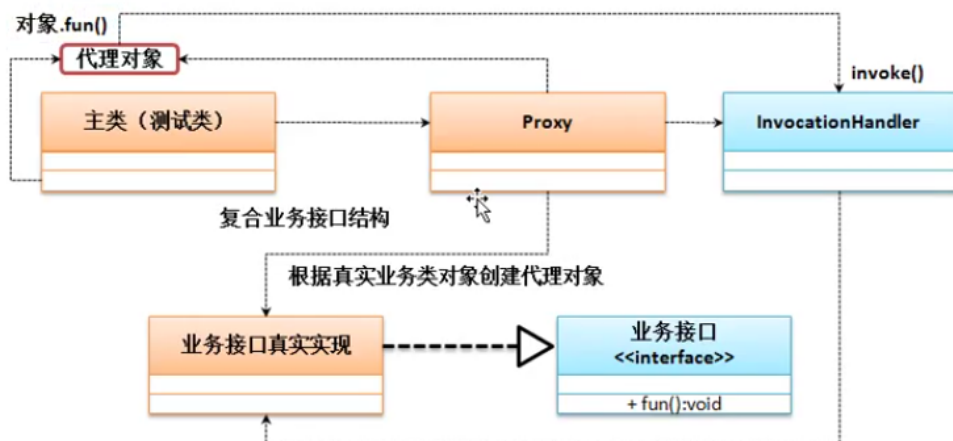 对象.fun()
代理对象
invoke()
主类（测试类）
Proxy
InvocationHandler
复合业务接口结构
根据真实业务类对象创建代理对象
业务接口真实实现
业务接口
<<interface>>
+ fun():void